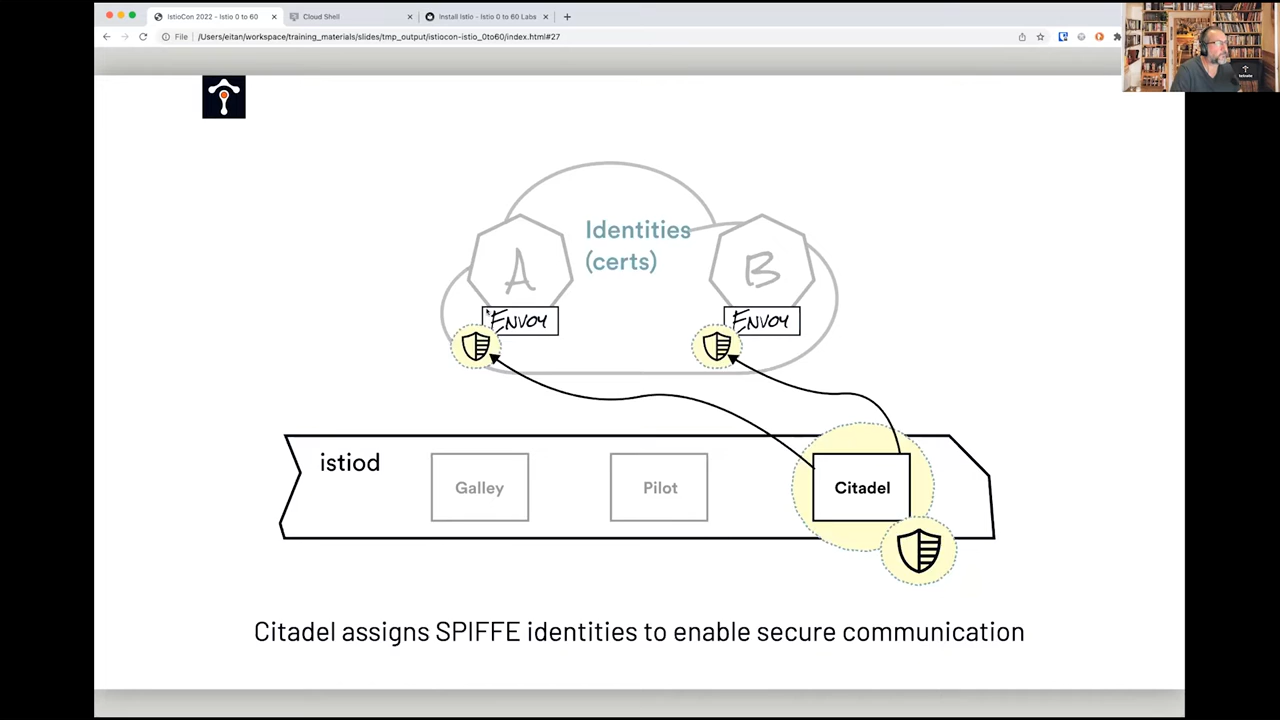 IstioCon 2022 - Istio 0 to 60
Cloud Shell
Install Istio - Istio 0 to 60 Labs
File
/Users/eitan/workspace/training_materials/slides/tmp_output/istiocon-istio_0to60/index.html#27
Identities
(certs)
A
B
ENVOY
ENVOY
istiod
Galley
Pilot
Citadel
Citadel assigns SPIFFE identities to enable secure communication